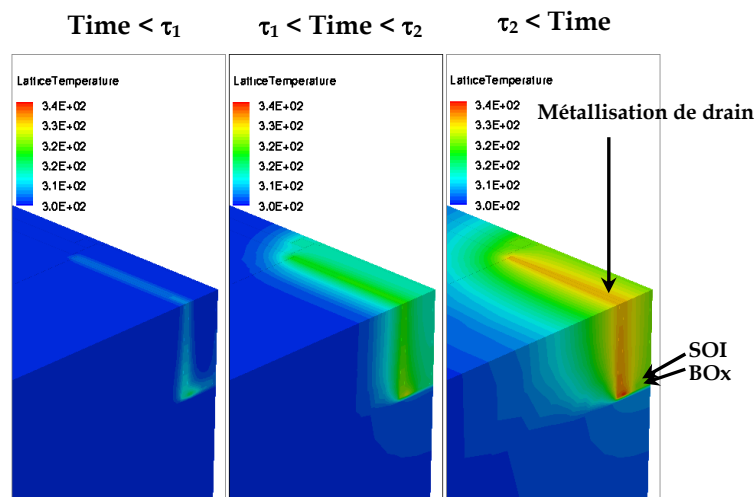 Time < τ1
τ1 < Time < τ2
τ2 < Time
LatticeTemperature
3.4E+02
3.3E+02
3.2E+02
3.2E+02
3.1E+02
3.0E+02
LatticeTemperature
3.4E+02
3.3E+02
3.2E+02
3.2E+02
3.1E+02
3.0E+02
LatticeTemperature
3.4E+02
3.3E+02
3.2E+02
3.2E+02
3.1E+02
3.0E+02
Métallisation de drain
SOI
BOx